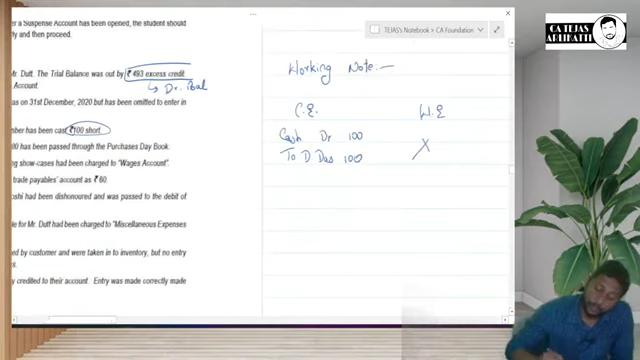 er a Suspense Account has been opened, the student should
ly and then proceed.
Mr. Dutt. The Trial Balance was out by ₹ 493 excess credit.
Account.
Dr. ibal
as on 31st December, 2020 but has been omitted to enter in
mber has been cast ₹100 short.
00 has been passed through the Purchases Day Book.
ng show-cases had been charged to "Wages Account".
trade payables' account as ₹ 60.
oshi had been dishonoured and was passed to the debit of
le for Mr. Dutt had been charged to "Miscellaneous Expenses
ed by customer and were taken in to inventory, but no entry
s.
y credited to their account. Entry was made correctly made
TEJAS's Notebook > CA Foundation
Working Note:-
C.E. W.E
Cash Dr 100
To D Das 100
CA TEJAS